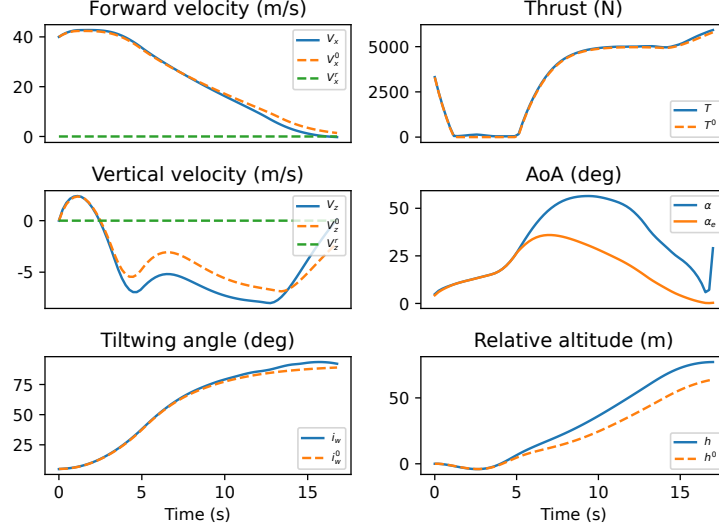 Forward velocity (m/s)
40
20
0
V_x
V_x^0
V_x^r
Thrust (N)
5000
2500
0
T
T^0
Vertical velocity (m/s)
0
−5
V_z
V_z^0
V_z^r
AoA (deg)
50
25
0
α
α_e
Tiltwing angle (deg)
75
50
25
i_w
i_w^0
0
5
10
15
Time (s)
Relative altitude (m)
50
0
h
h^0
0
5
10
15
Time (s)